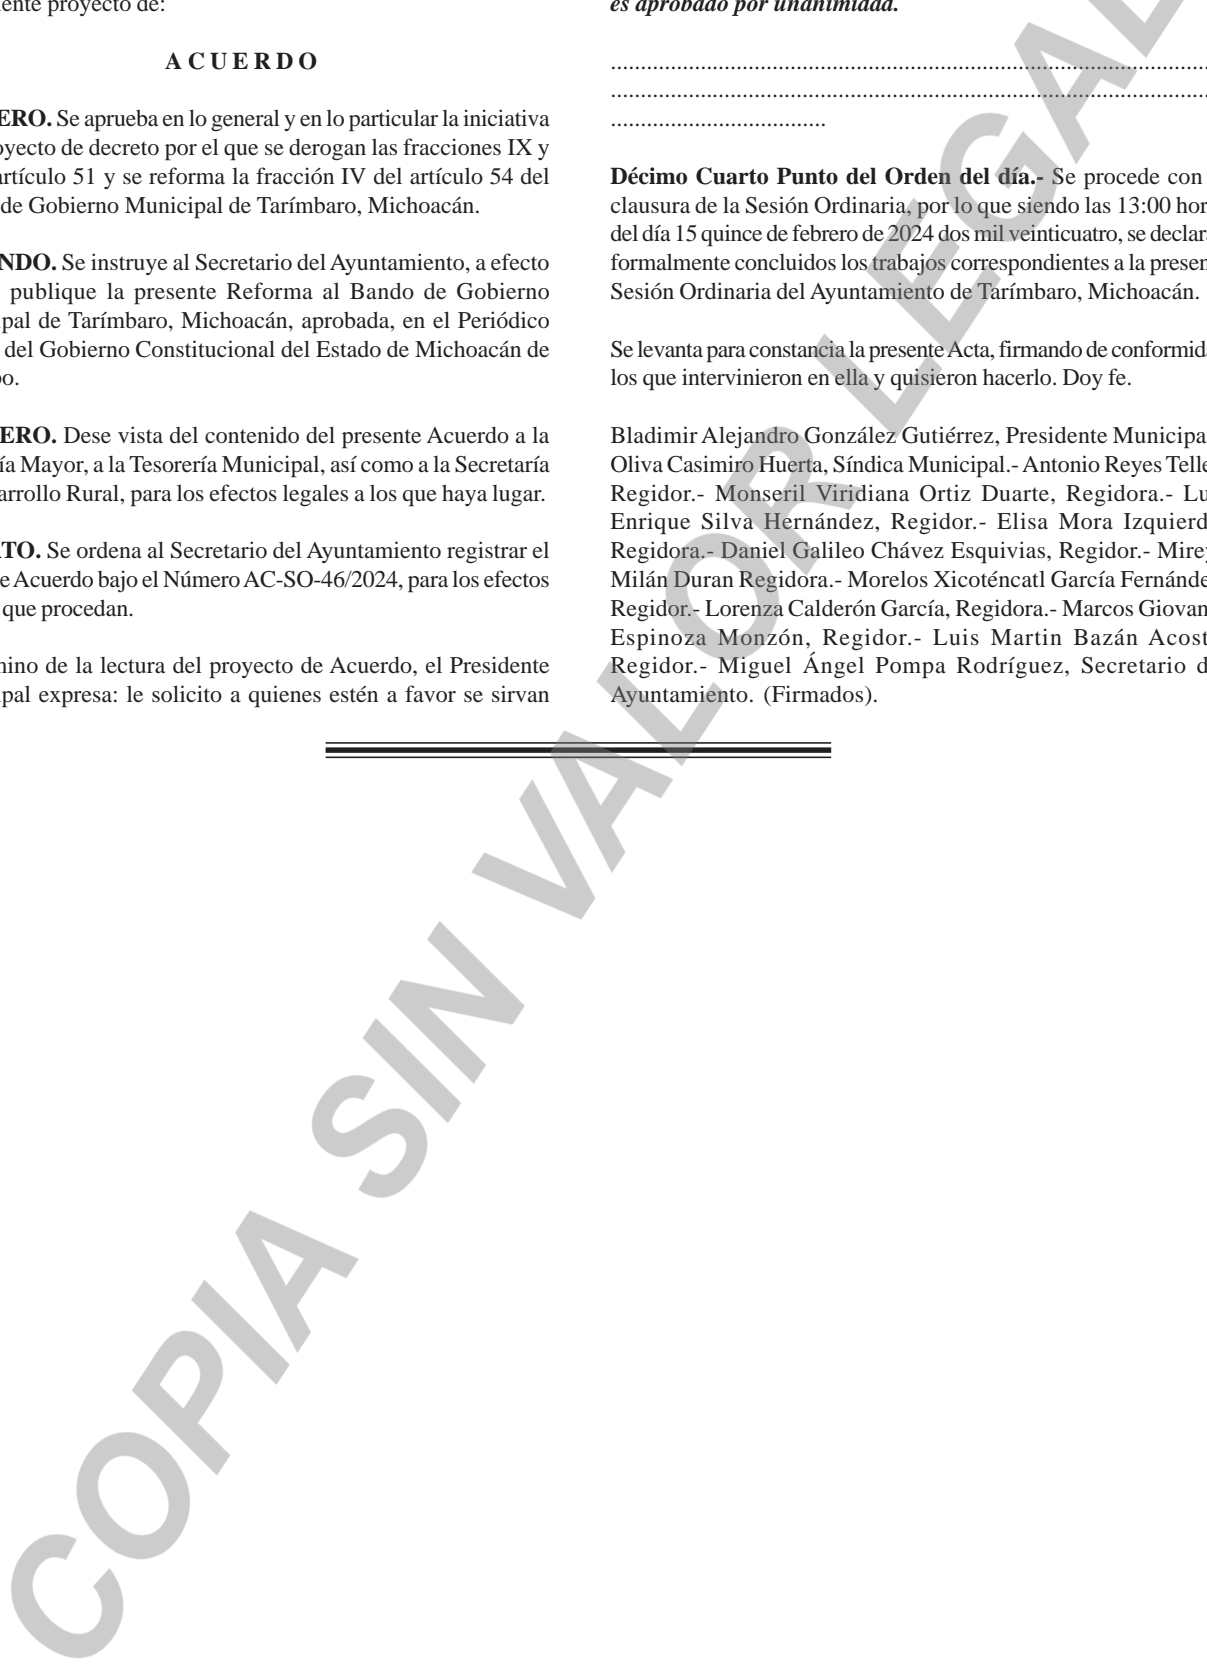 ente proyecto de:
A C U E R D O
ERO. Se aprueba en lo general y en lo particular la iniciativa
oyecto de decreto por el que se derogan las fracciones IX y
artículo 51 y se reforma la fracción IV del artículo 54 del
de Gobierno Municipal de Tarímbaro, Michoacán.
NDO. Se instruye al Secretario del Ayuntamiento, a efecto
publique la presente Reforma al Bando de Gobierno
ipal de Tarímbaro, Michoacán, aprobada, en el Periódico
del Gobierno Constitucional del Estado de Michoacán de
po.
ERO. Dese vista del contenido del presente Acuerdo a la
ía Mayor, a la Tesorería Municipal, así como a la Secretaría
arrollo Rural, para los efectos legales a los que haya lugar.
RTO. Se ordena al Secretario del Ayuntamiento registrar el
e Acuerdo bajo el Número AC-SO-46/2024, para los efectos
que procedan.
mino de la lectura del proyecto de Acuerdo, el Presidente
ipal expresa: le solicito a quienes estén a favor se sirvan
es aprobado por unanimidad.
....................................................................................................
....................................................................................................
....................................
Décimo Cuarto Punto del Orden del día.- Se procede con
clausura de la Sesión Ordinaria, por lo que siendo las 13:00 hor
del día 15 quince de febrero de 2024 dos mil veinticuatro, se declara
formalmente concluidos los trabajos correspondientes a la presen
Sesión Ordinaria del Ayuntamiento de Tarímbaro, Michoacán.
Se levanta para constancia la presente Acta, firmando de conformida
los que intervinieron en ella y quisieron hacerlo. Doy fe.
Bladimir Alejandro González Gutiérrez, Presidente Municipa
Oliva Casimiro Huerta, Síndica Municipal.- Antonio Reyes Telle
Regidor.- Monseril Viridiana Ortiz Duarte, Regidora.- Lu
Enrique Silva Hernández, Regidor.- Elisa Mora Izquierd
Regidora.- Daniel Galileo Chávez Esquivias, Regidor.- Mirey
Milán Duran Regidora.- Morelos Xicoténcatl García Fernánde
Regidor.- Lorenza Calderón García, Regidora.- Marcos Giovan
Espinoza Monzón, Regidor.- Luis Martin Bazán Acost
Regidor.- Miguel Ángel Pompa Rodríguez, Secretario d
Ayuntamiento. (Firmados).
COPIA SIN VALOR LEGAL